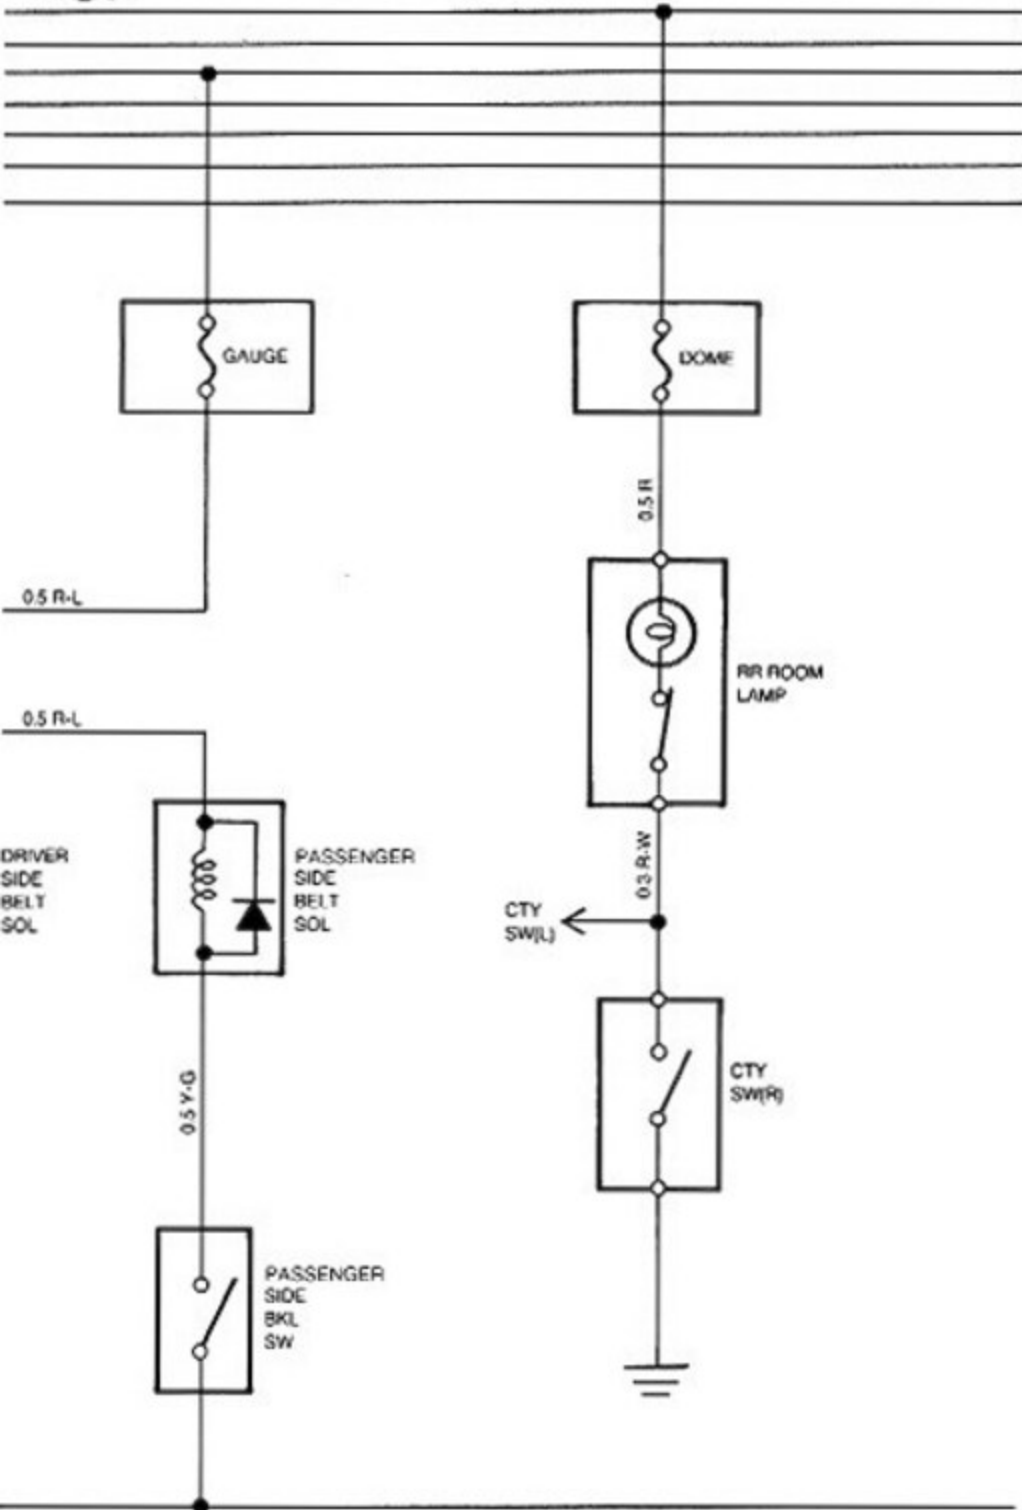 GAUGE
DOME
0.5 R
0.5 R-L
RR ROOM
LAMP
0.5 R-L
DRIVER
SIDE
BELT
SOL
PASSENGER
SIDE
BELT
SOL
0.3 R-W
CTY
SW(L)
CTY
SW(R)
0.5 Y-G
PASSENGER
SIDE
BKL
SW